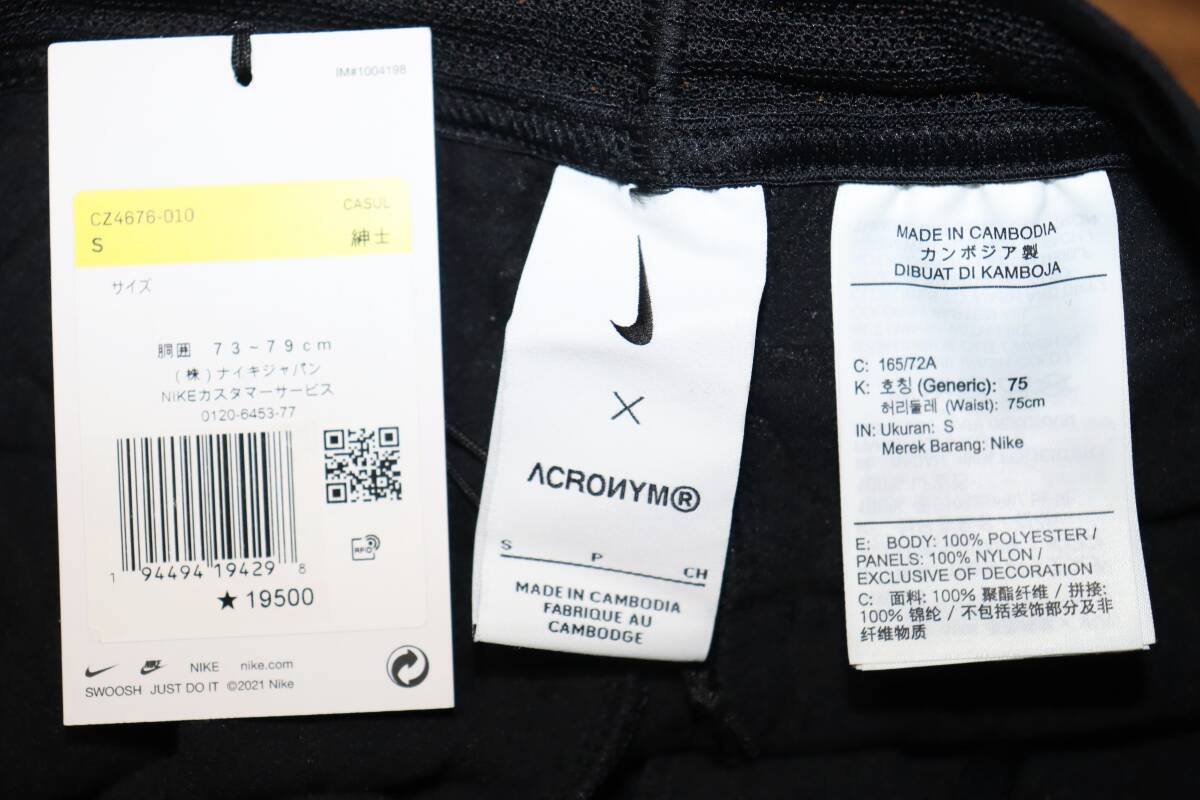 IM#1004198
CZ4676-010 CASUL
S 紳士
サイズ
胴囲 73~79cm
(株)ナイキジャパン
NIKEカスタマーサービス
0120-6453-77
RFID
1 94494 19429 8
★19500
NIKE nike.com
SWOOSH JUST DO IT ©2021 Nike
×
ΛCROИYM®
S P CH
MADE IN CAMBODIA
FABRIQUE AU
CAMBODGE
MADE IN CAMBODIA
カンボジア製
DIBUAT DI KAMBOJA
C: 165/72A
K: 호칭 (Generic): 75
허리둘레 (Waist): 75cm
IN: Ukuran: S
Merek Barang: Nike
E: BODY: 100% POLYESTER /
PANELS: 100% NYLON /
EXCLUSIVE OF DECORATION
C: 面料: 100% 聚酯纤维 / 拼接:
100% 锦纶 / 不包括装饰部分及非
纤维物质